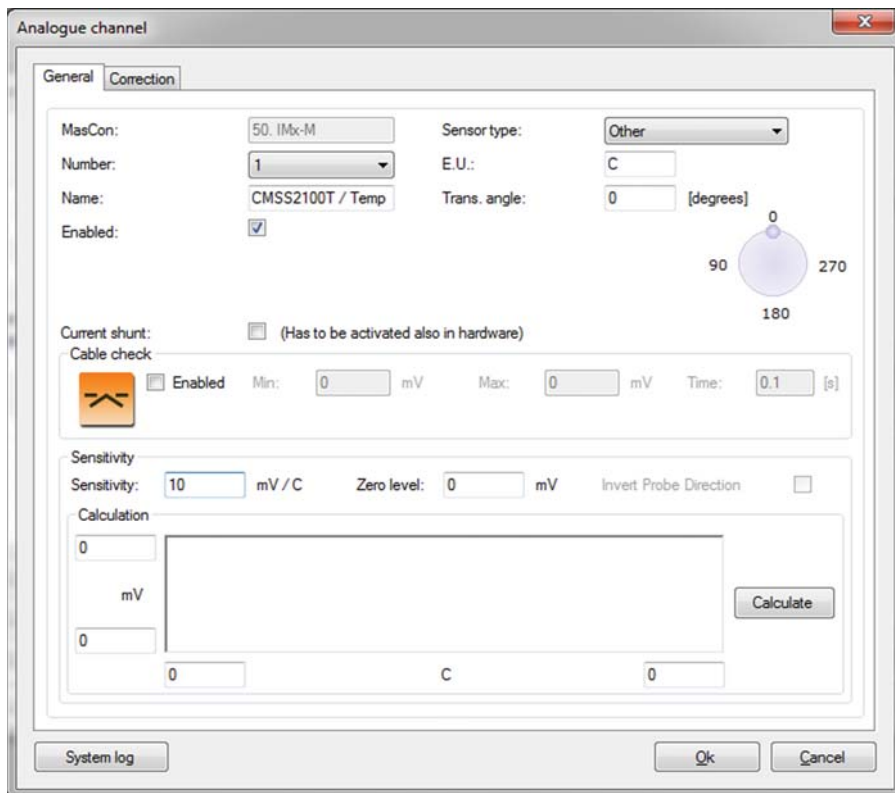 Analogue channel
General Correction
MasCon: 50. IMx-M Sensor type: Other
Number: 1 E.U.: C
Name: CMSS2100T / Temp Trans. angle: 0 [degrees]
Enabled:
0
90 270
180
Current shunt: (Has to be activated also in hardware)
Cable check
Enabled Min: 0 mV Max: 0 mV Time: 0.1 [s]
Sensitivity
Sensitivity: 10 mV / C Zero level: 0 mV Invert Probe Direction
Calculation
0
mV
Calculate
0
0 C 0
System log Ok Cancel